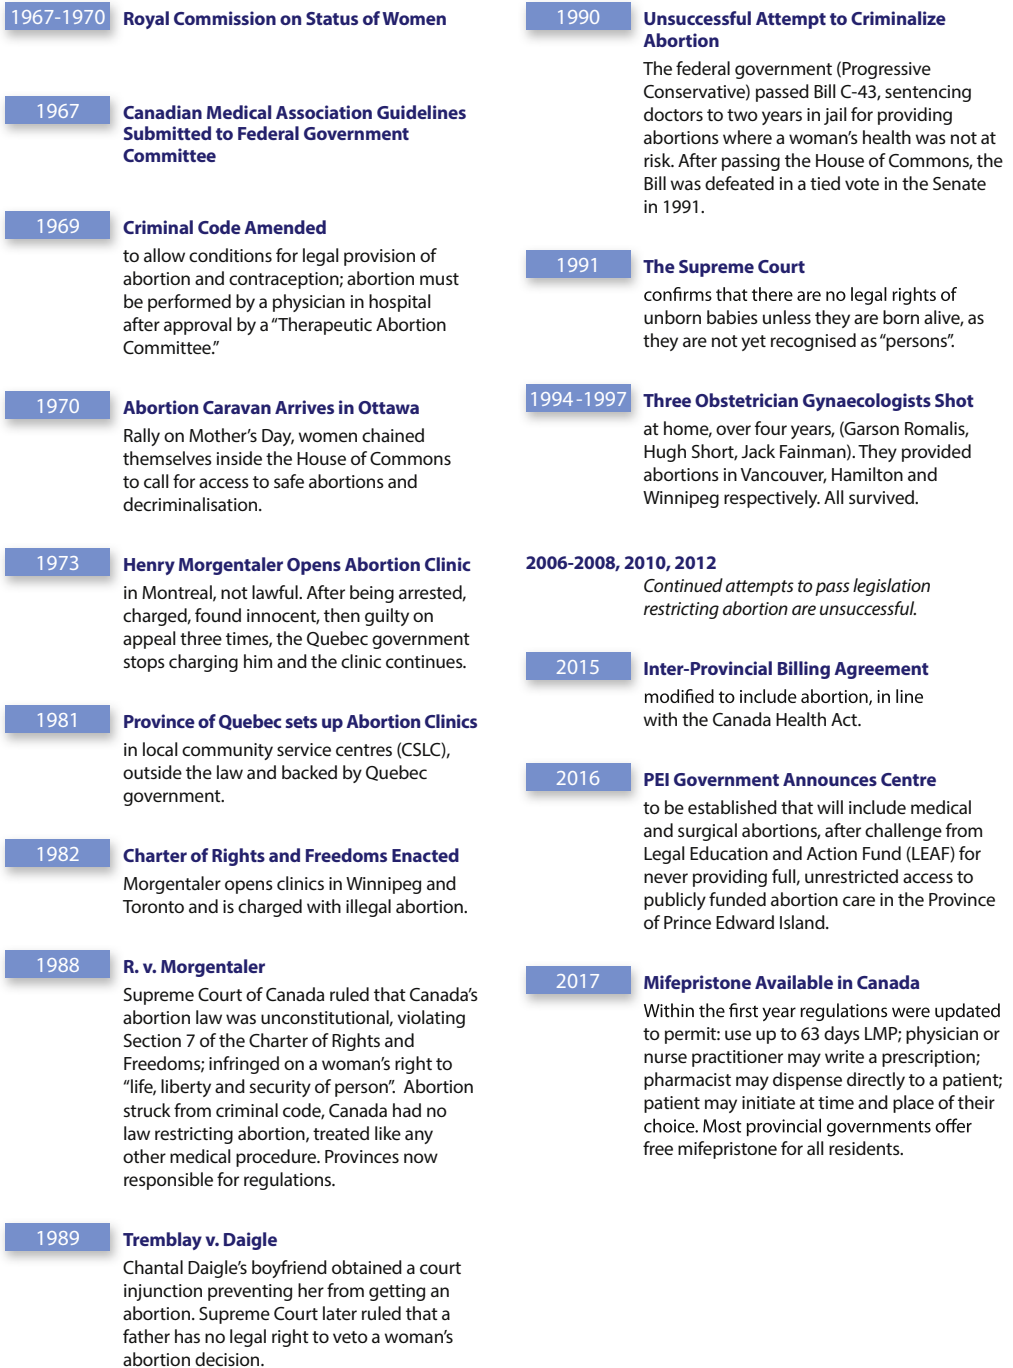 1967-1970
Royal Commission on Status of Women
1967
Canadian Medical Association Guidelines
Submitted to Federal Government
Committee
1969
Criminal Code Amended
to allow conditions for legal provision of
abortion and contraception; abortion must
be performed by a physician in hospital
after approval by a “Therapeutic Abortion
Committee.”
1970
Abortion Caravan Arrives in Ottawa
Rally on Mother’s Day, women chained
themselves inside the House of Commons
to call for access to safe abortions and
decriminalisation.
1973
Henry Morgentaler Opens Abortion Clinic
in Montreal, not lawful. After being arrested,
charged, found innocent, then guilty on
appeal three times, the Quebec government
stops charging him and the clinic continues.
1981
Province of Quebec sets up Abortion Clinics
in local community service centres (CSLC),
outside the law and backed by Quebec
government.
1982
Charter of Rights and Freedoms Enacted
Morgentaler opens clinics in Winnipeg and
Toronto and is charged with illegal abortion.
1988
R. v. Morgentaler
Supreme Court of Canada ruled that Canada’s
abortion law was unconstitutional, violating
Section 7 of the Charter of Rights and
Freedoms; infringed on a woman’s right to
“life, liberty and security of person”. Abortion
struck from criminal code, Canada had no
law restricting abortion, treated like any
other medical procedure. Provinces now
responsible for regulations.
1989
Tremblay v. Daigle
Chantal Daigle’s boyfriend obtained a court
injunction preventing her from getting an
abortion. Supreme Court later ruled that a
father has no legal right to veto a woman’s
abortion decision.
1990
Unsuccessful Attempt to Criminalize
Abortion
The federal government (Progressive
Conservative) passed Bill C-43, sentencing
doctors to two years in jail for providing
abortions where a woman’s health was not at
risk. After passing the House of Commons, the
Bill was defeated in a tied vote in the Senate
in 1991.
1991
The Supreme Court
confirms that there are no legal rights of
unborn babies unless they are born alive, as
they are not yet recognised as “persons”.
1994-1997
Three Obstetrician Gynaecologists Shot
at home, over four years, (Garson Romalis,
Hugh Short, Jack Fainman). They provided
abortions in Vancouver, Hamilton and
Winnipeg respectively. All survived.
2006-2008, 2010, 2012
Continued attempts to pass legislation
restricting abortion are unsuccessful.
2015
Inter-Provincial Billing Agreement
modified to include abortion, in line
with the Canada Health Act.
2016
PEI Government Announces Centre
to be established that will include medical
and surgical abortions, after challenge from
Legal Education and Action Fund (LEAF) for
never providing full, unrestricted access to
publicly funded abortion care in the Province
of Prince Edward Island.
2017
Mifepristone Available in Canada
Within the first year regulations were updated
to permit: use up to 63 days LMP; physician or
nurse practitioner may write a prescription;
pharmacist may dispense directly to a patient;
patient may initiate at time and place of their
choice. Most provincial governments offer
free mifepristone for all residents.